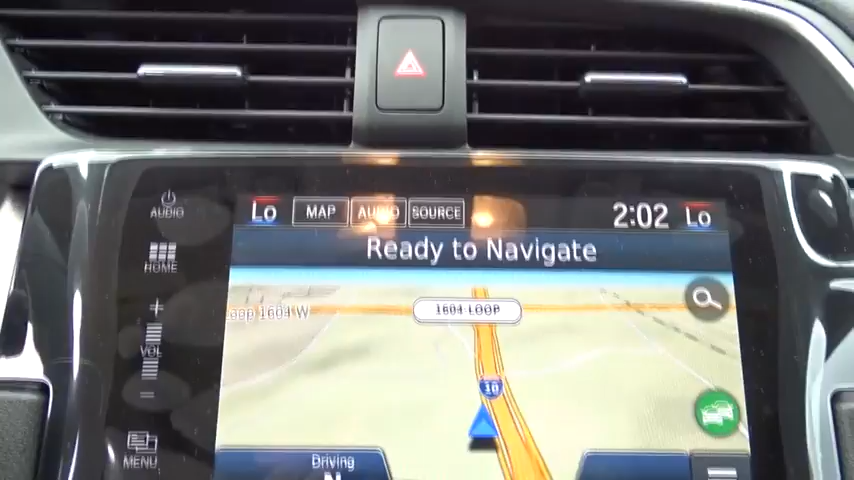 AUDIO
Lo MAP AUDIO SOURCE 2:02 Lo
Ready to Navigate
HOME
oop 1604 W 1604 LOOP
+
VOL
-
10
MENU
Driving
N